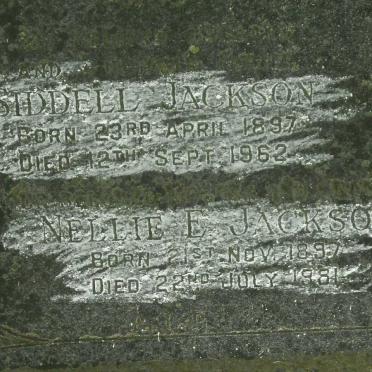 AND
SIDDELL JACKSON
BORN 23RD APRIL 1897
DIED 12TH SEPT 1962
NELLIE E. JACKSO
BORN 21ST NOV. 1897
DIED 22ND JULY 1981